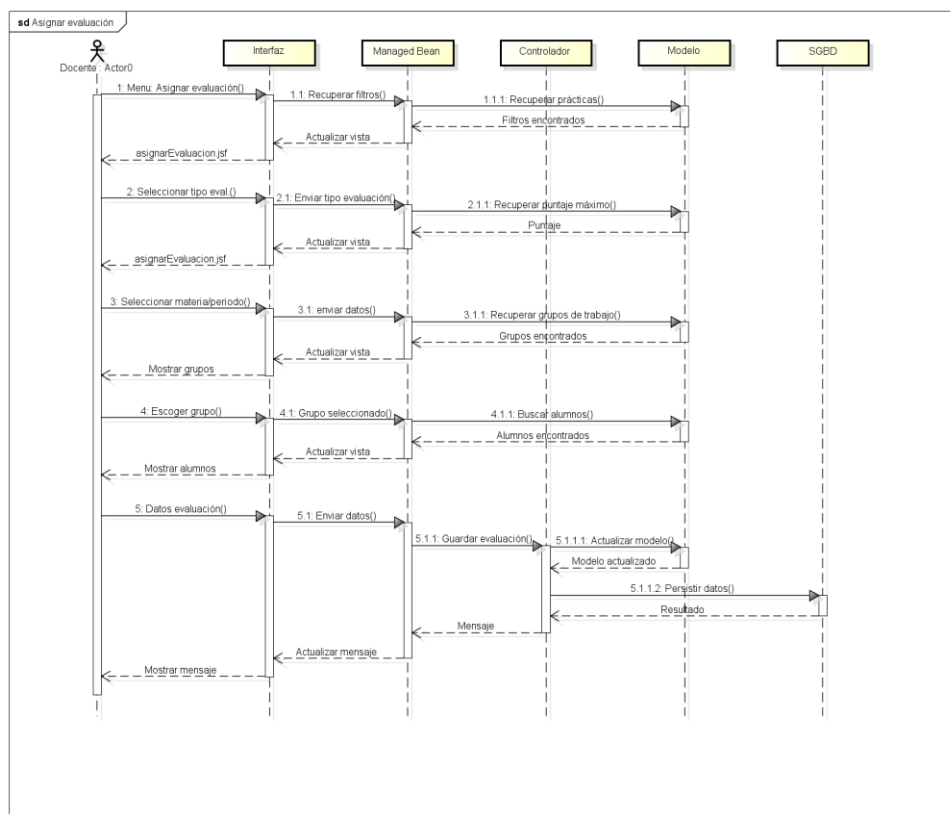 sd Asignar evaluación
Docente : Actor0
Interfaz
Managed Bean
Controlador
Modelo
SGBD
1: Menu: Asignar evaluación()
1.1: Recuperar filtros()
1.1.1: Recuperar prácticas()
Filtros encontrados
Actualizar vista
asignarEvaluacion.jsf
2: Seleccionar tipo eval.()
2.1: Enviar tipo evaluación()
2.1.1: Recuperar puntaje máximo()
Puntaje
Actualizar vista
asignarEvaluacion.jsf
3: Seleccionar materia/periodo()
3.1: enviar datos()
3.1.1: Recuperar grupos de trabajo()
Grupos encontrados
Actualizar vista
Mostrar grupos
4: Escoger grupo()
4.1: Grupo seleccionado()
4.1.1: Buscar alumnos()
Alumnos encontrados
Actualizar vista
Mostrar alumnos
5: Datos evaluación()
5.1: Enviar datos()
5.1.1: Guardar evaluación()
5.1.1.1: Actualizar modelo()
Modelo actualizado
5.1.1.2: Persistir datos()
Resultado
Mensaje
Actualizar mensaje
Mostrar mensaje